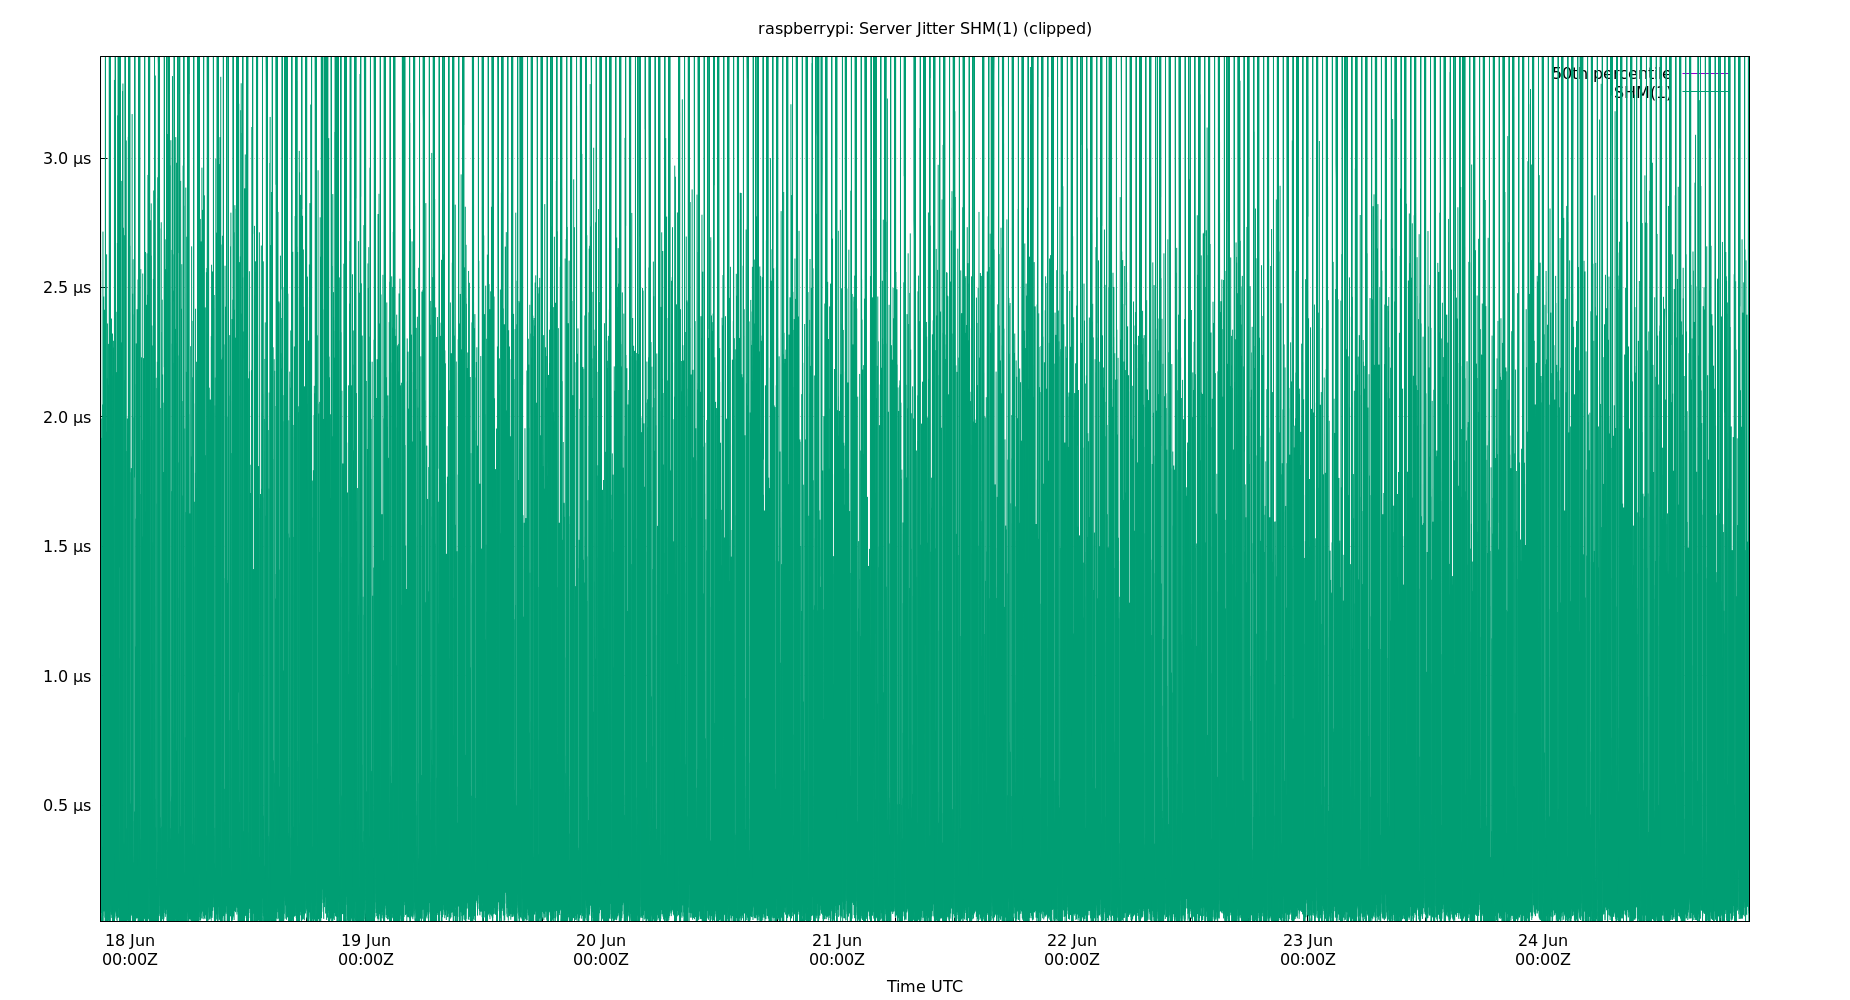 raspberrypi: Server Jitter SHM(1) (clipped)
50th percentile
SHM(1)
3.0 µs
2.5 µs
2.0 µs
1.5 µs
1.0 µs
0.5 µs
18 Jun 19 Jun 20 Jun 21 Jun 22 Jun 23 Jun 24 Jun
00:00Z 00:00Z 00:00Z 00:00Z 00:00Z 00:00Z 00:00Z
Time UTC